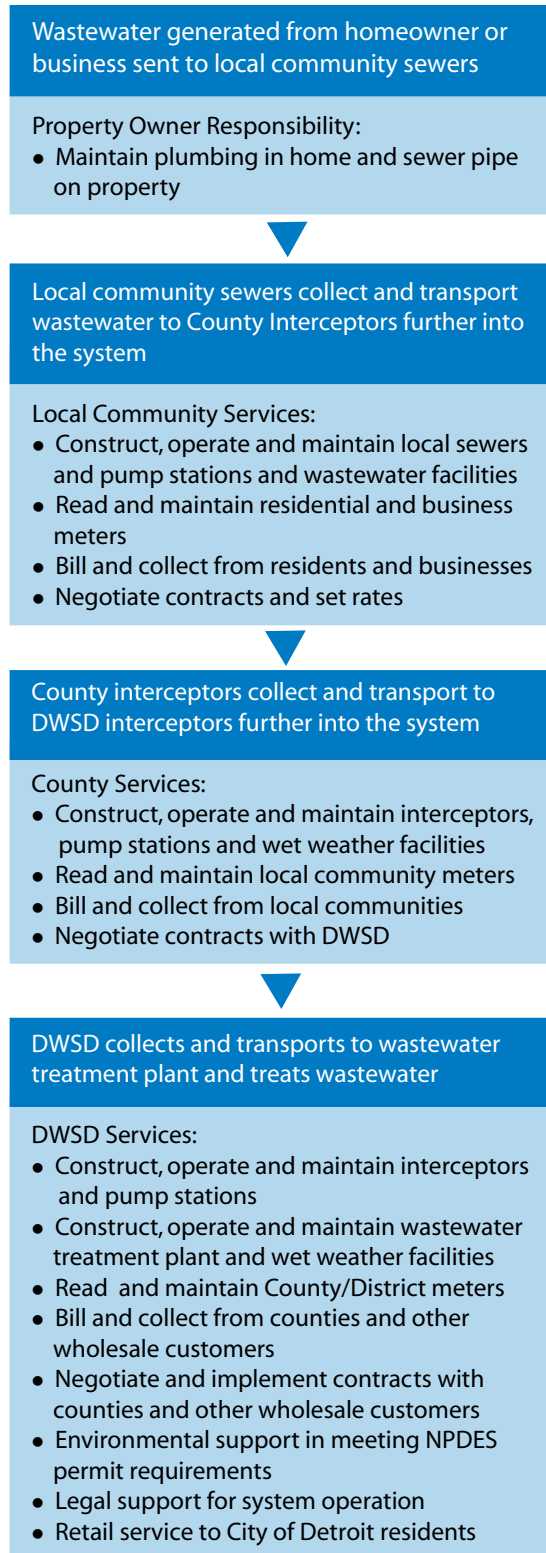 Wastewater generated from homeowner or
business sent to local community sewers
Property Owner Responsibility:
● Maintain plumbing in home and sewer pipe
on property
Local community sewers collect and transport
wastewater to County Interceptors further into
the system
Local Community Services:
● Construct, operate and maintain local sewers
and pump stations and wastewater facilities
● Read and maintain residential and business
meters
● Bill and collect from residents and businesses
● Negotiate contracts and set rates
County interceptors collect and transport to
DWSD interceptors further into the system
County Services:
● Construct, operate and maintain interceptors,
pump stations and wet weather facilities
● Read and maintain local community meters
● Bill and collect from local communities
● Negotiate contracts with DWSD
DWSD collects and transports to wastewater
treatment plant and treats wastewater
DWSD Services:
● Construct, operate and maintain interceptors
and pump stations
● Construct, operate and maintain wastewater
treatment plant and wet weather facilities
● Read and maintain County/District meters
● Bill and collect from counties and other
wholesale customers
● Negotiate and implement contracts with
counties and other wholesale customers
● Environmental support in meeting NPDES
permit requirements
● Legal support for system operation
● Retail service to City of Detroit residents